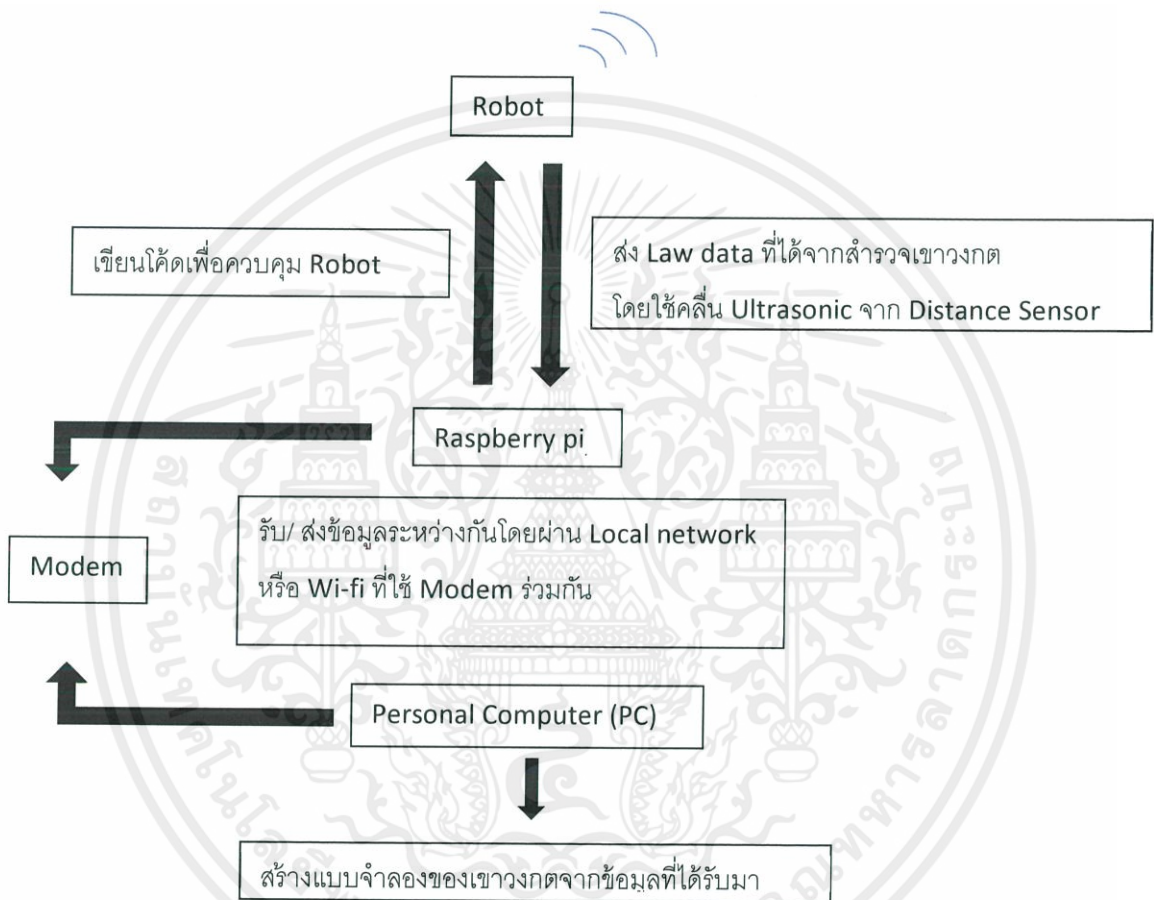 Robot
เขียนโค้ดเพื่อควบคุม Robot
ส่ง Law data ที่ได้จากสำรวจเขาวงกต
โดยใช้คลื่น Ultrasonic จาก Distance Sensor
Raspberry pi
Modem
รับ/ ส่งข้อมูลระหว่างกันโดยผ่าน Local network
หรือ Wi-fi ที่ใช้ Modem ร่วมกัน
Personal Computer (PC)
สร้างแบบจำลองของเขาวงกตจากข้อมูลที่ได้รับมา